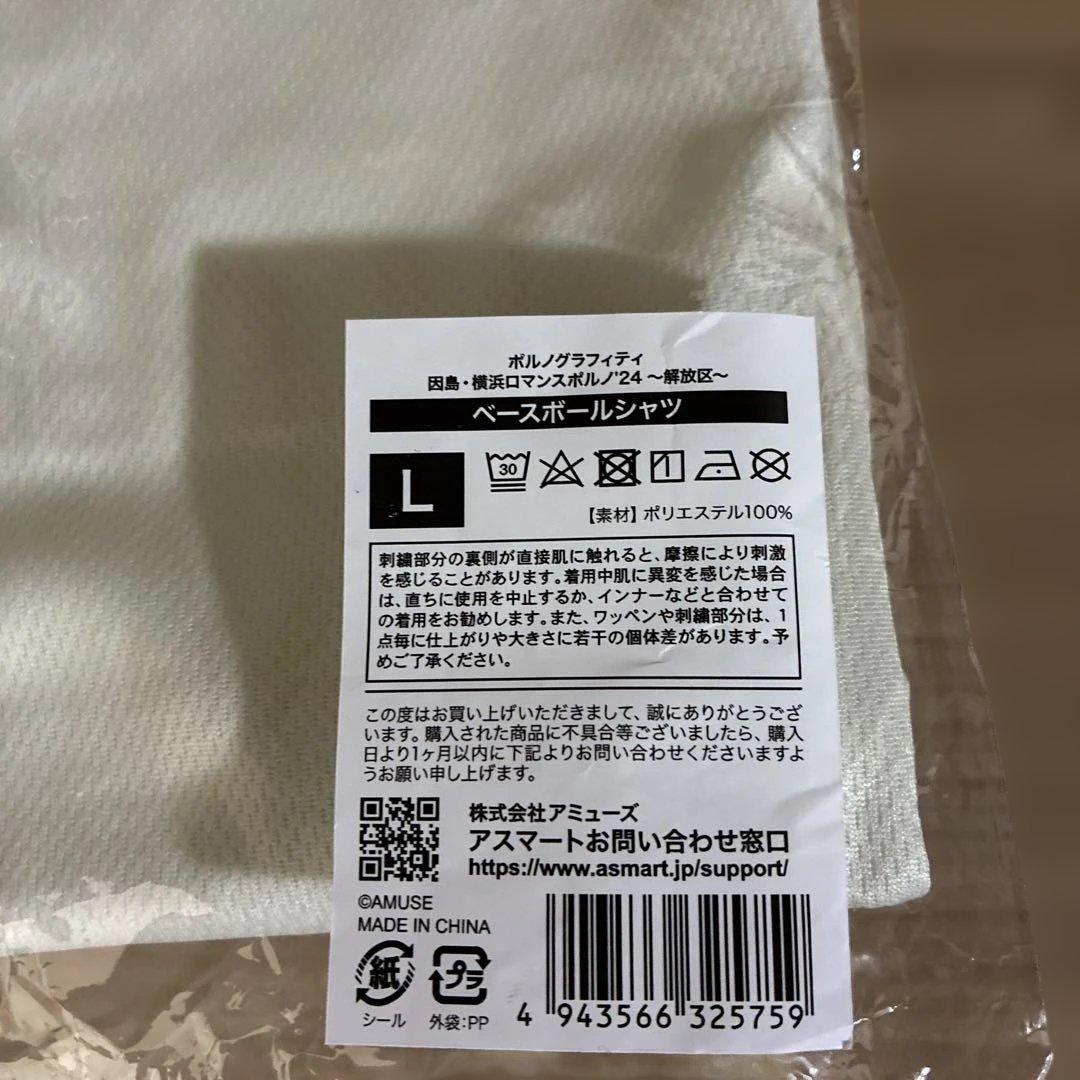 ポルノグラフィティ
因島・横浜ロマンスポルノ'24 ～解放区～
ベースボールシャツ
L
30
【素材】ポリエステル100%
刺繍部分の裏側が直接肌に触れると、摩擦により刺激
を感じることがあります。着用中肌に異変を感じた場合
は、直ちに使用を中止するか、インナーなどと合わせて
の着用をお勧めします。また、ワッペンや刺繍部分は、1
点毎に仕上がりや大きさに若干の個体差があります。予
めご了承ください。
この度はお買い上げいただきまして、誠にありがとうござ
います。購入された商品に不具合等ございましたら、購入
日より1ヶ月以内に下記よりお問い合わせくださいますよ
うお願い申し上げます。
株式会社アミューズ
アスマートお問い合わせ窓口
https://www.asmart.jp/support/
©AMUSE
MADE IN CHINA
紙
シール
プラ
外袋：PP
4 943566 325759